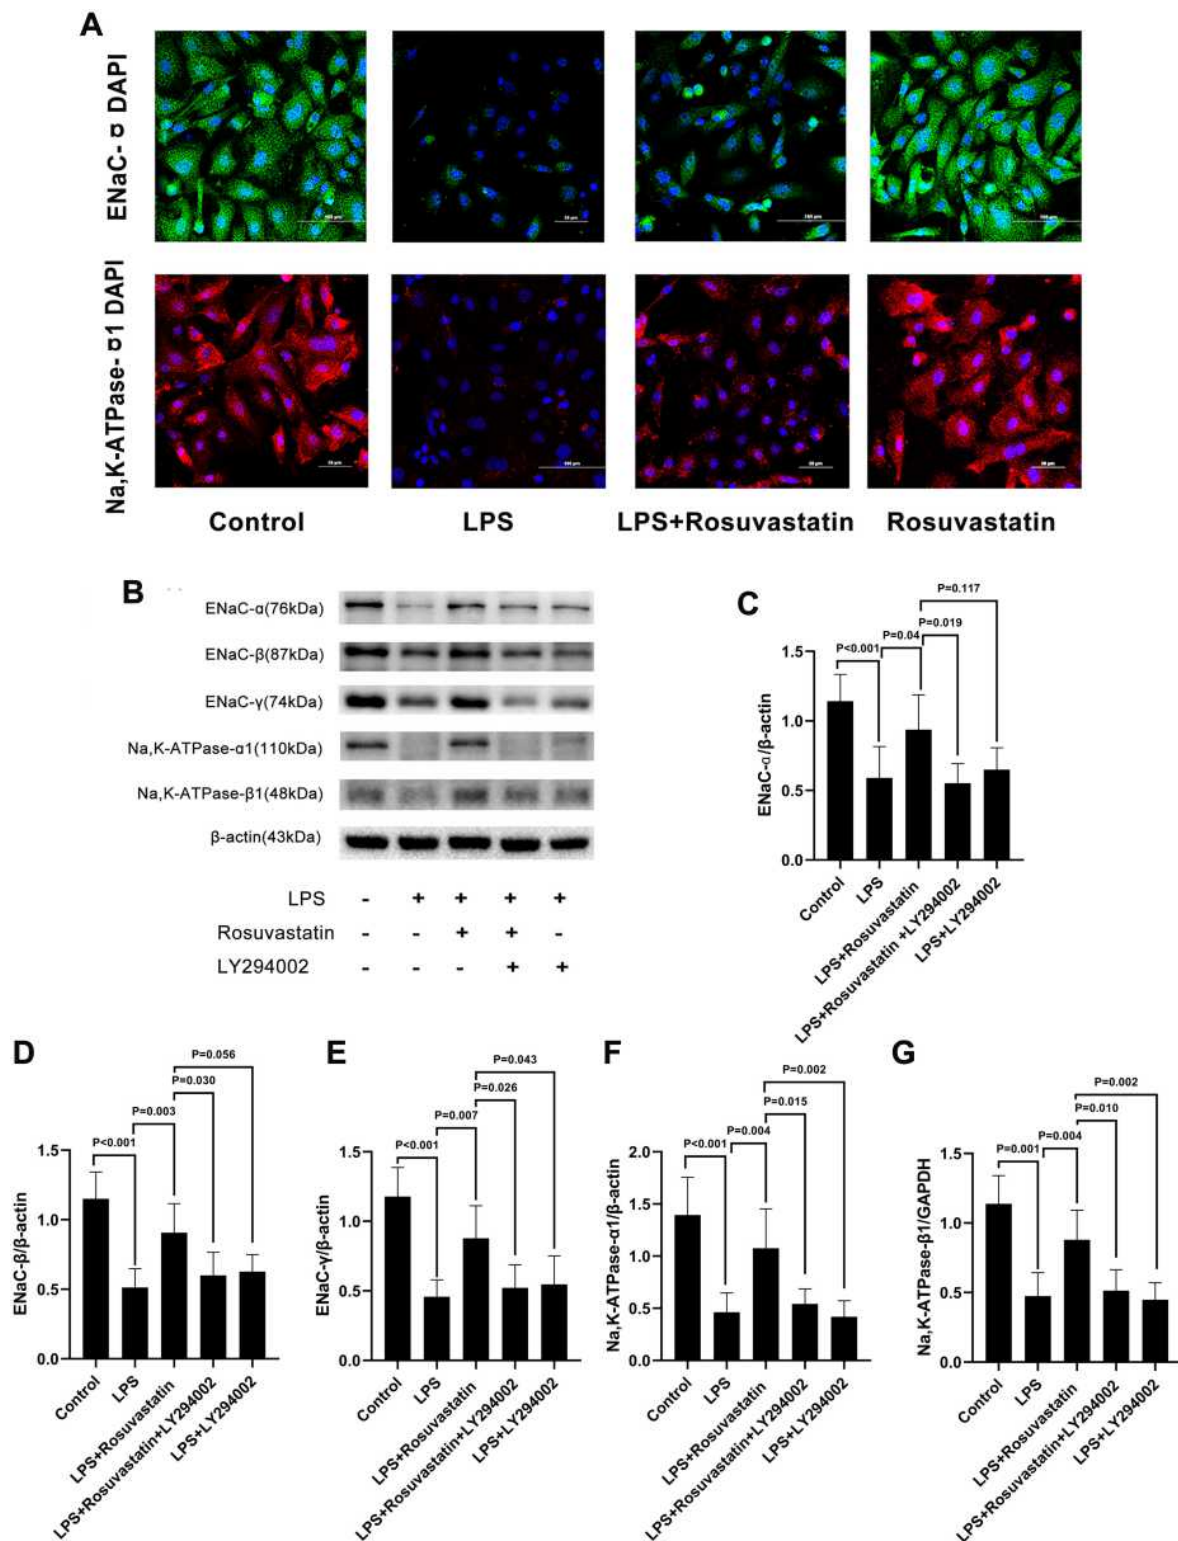 A
ENaC- ɒ DAPI
Na,K-ATPase- ɒ1 DAPI
Control
LPS
LPS+Rosuvastatin
Rosuvastatin
B
ENaC-α(76kDa)
ENaC-β(87kDa)
ENaC-γ(74kDa)
Na,K-ATPase-α1(110kDa)
Na,K-ATPase-β1(48kDa)
β-actin(43kDa)
LPS - + + + +
Rosuvastatin - - + + -
LY294002 - - - + +
C
P=0.117
P=0.019
P=0.04
P<0.001
1.5
1.0
0.5
0.0
ENaC-α/β-actin
Control
LPS
LPS+Rosuvastatin
LPS+Rosuvastatin +LY294002
LPS+LY294002
D
P=0.056
P=0.030
P=0.003
P<0.001
1.5
1.0
0.5
0.0
ENaC-β/β-actin
Control
LPS
LPS+Rosuvastatin
LPS+Rosuvastatin+LY294002
LPS+LY294002
E
P=0.043
P=0.026
P=0.007
P<0.001
1.5
1.0
0.5
0.0
ENaC-γ/β-actin
Control
LPS
LPS+Rosuvastatin
LPS+Rosuvastatin+LY294002
LPS+LY294002
F
P=0.002
P=0.015
P=0.004
P<0.001
2.0
1.5
1.0
0.5
0.0
Na,K-ATPase-α1/β-actin
Control
LPS
LPS+Rosuvastatin
LPS+Rosuvastatin+LY294002
LPS+LY294002
G
P=0.002
P=0.010
P=0.004
P=0.001
1.5
1.0
0.5
0.0
Na,K-ATPase-β1/GAPDH
Control
LPS
LPS+Rosuvastatin
LPS+Rosuvastatin+LY294002
LPS+LY294002